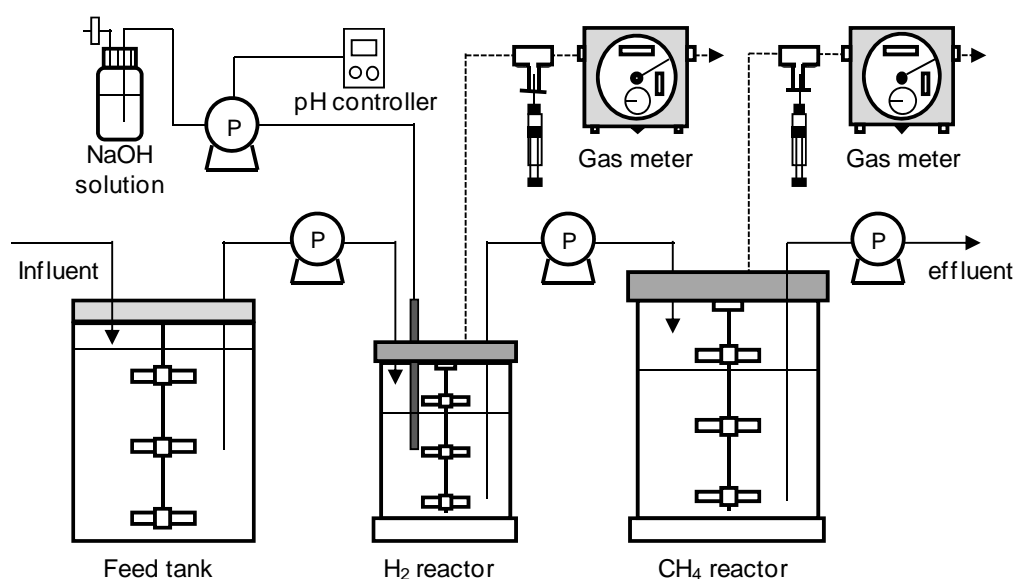 pH controller
P
NaOH
solution
Gas meter
Gas meter
P
P
P
Influent
effluent
Feed tank
H₂ reactor
CH₄ reactor